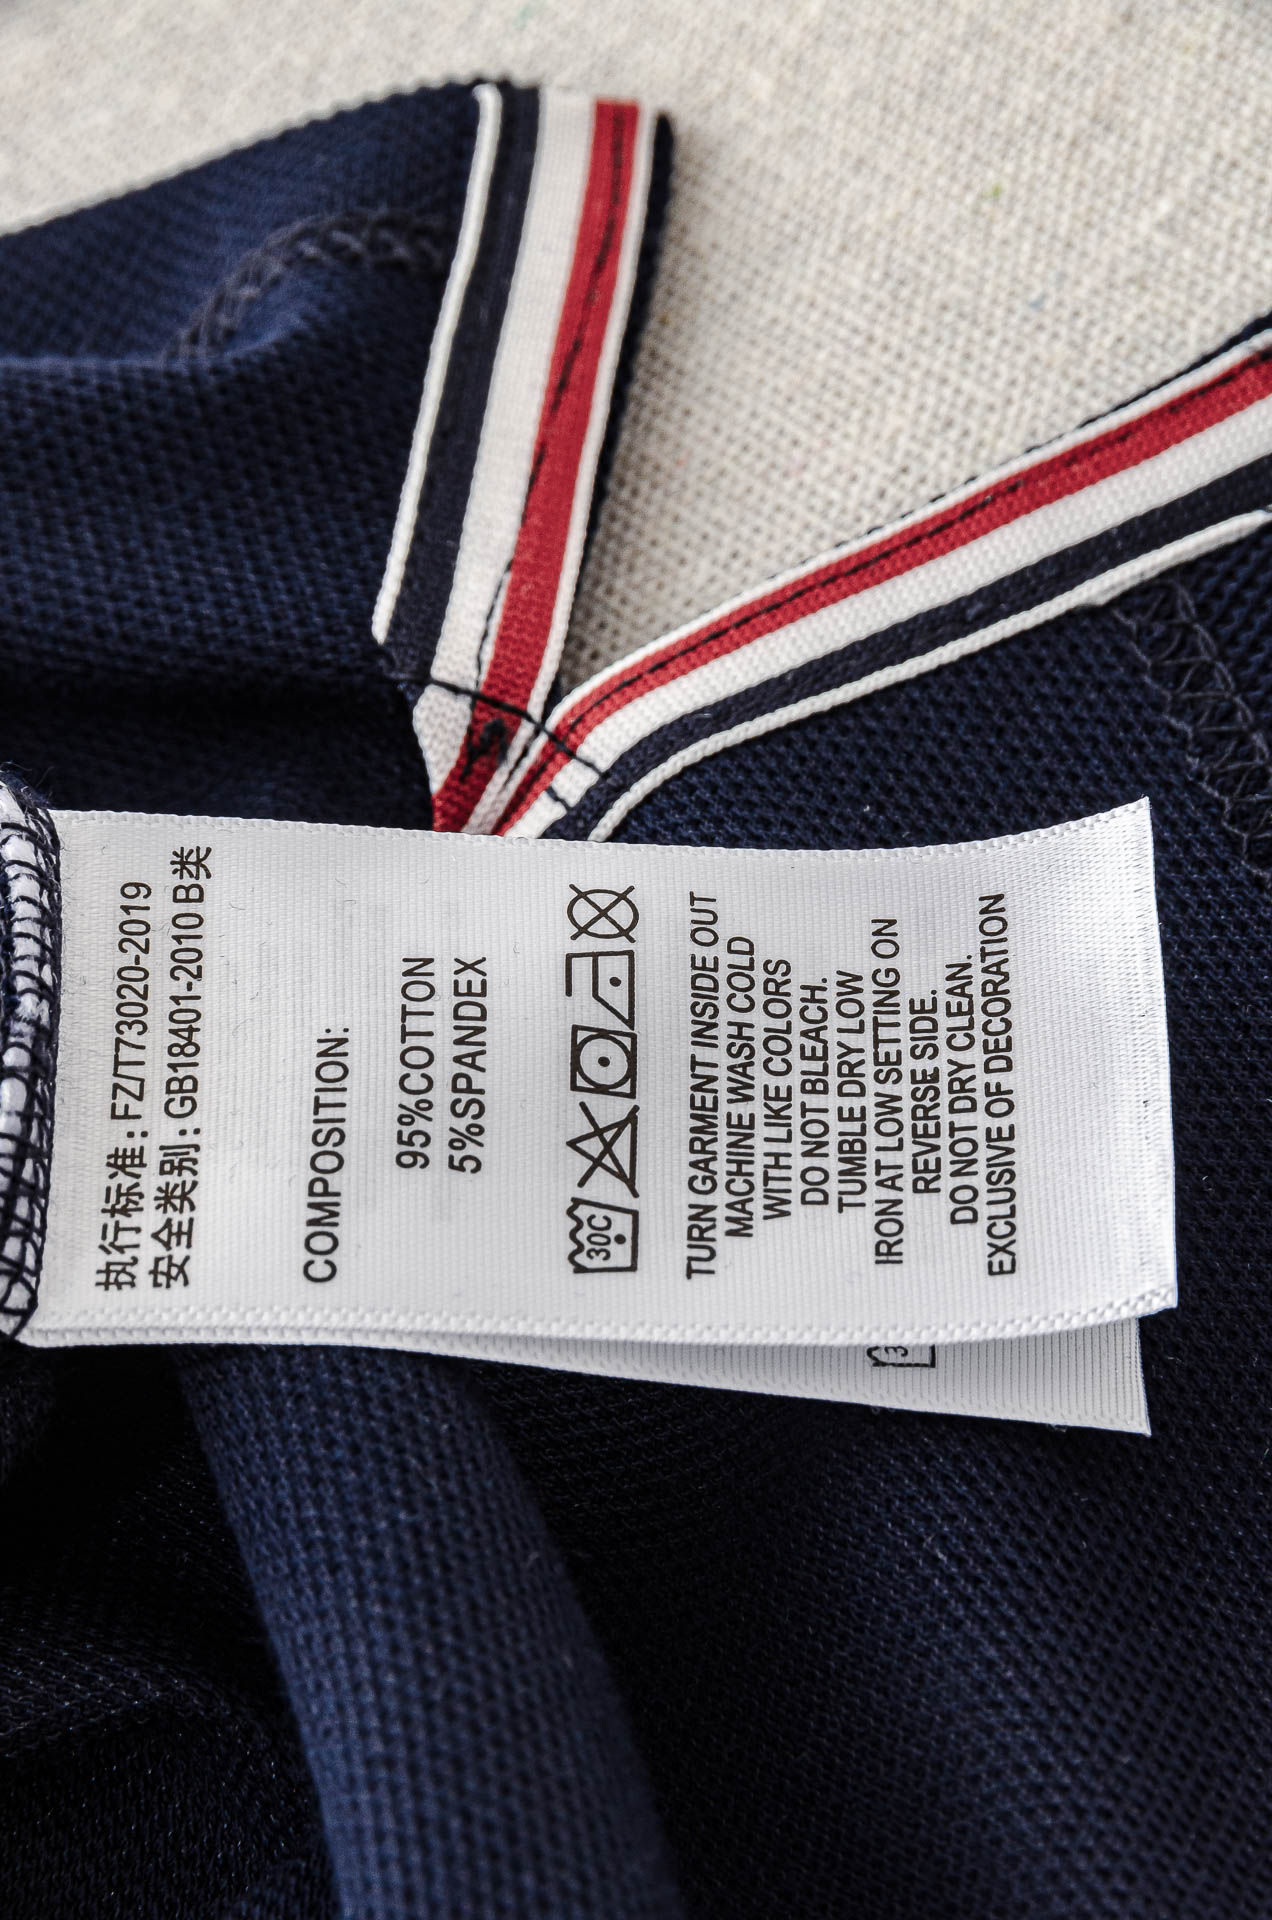 执行标准: FZ/T73020-2019
安全类别: GB18401-2010 B类
COMPOSITION:
95%COTTON
5%SPANDEX
30C
TURN GARMENT INSIDE OUT
MACHINE WASH COLD
WITH LIKE COLORS
DO NOT BLEACH.
TUMBLE DRY LOW
IRON AT LOW SETTING ON
REVERSE SIDE.
DO NOT DRY CLEAN.
EXCLUSIVE OF DECORATION